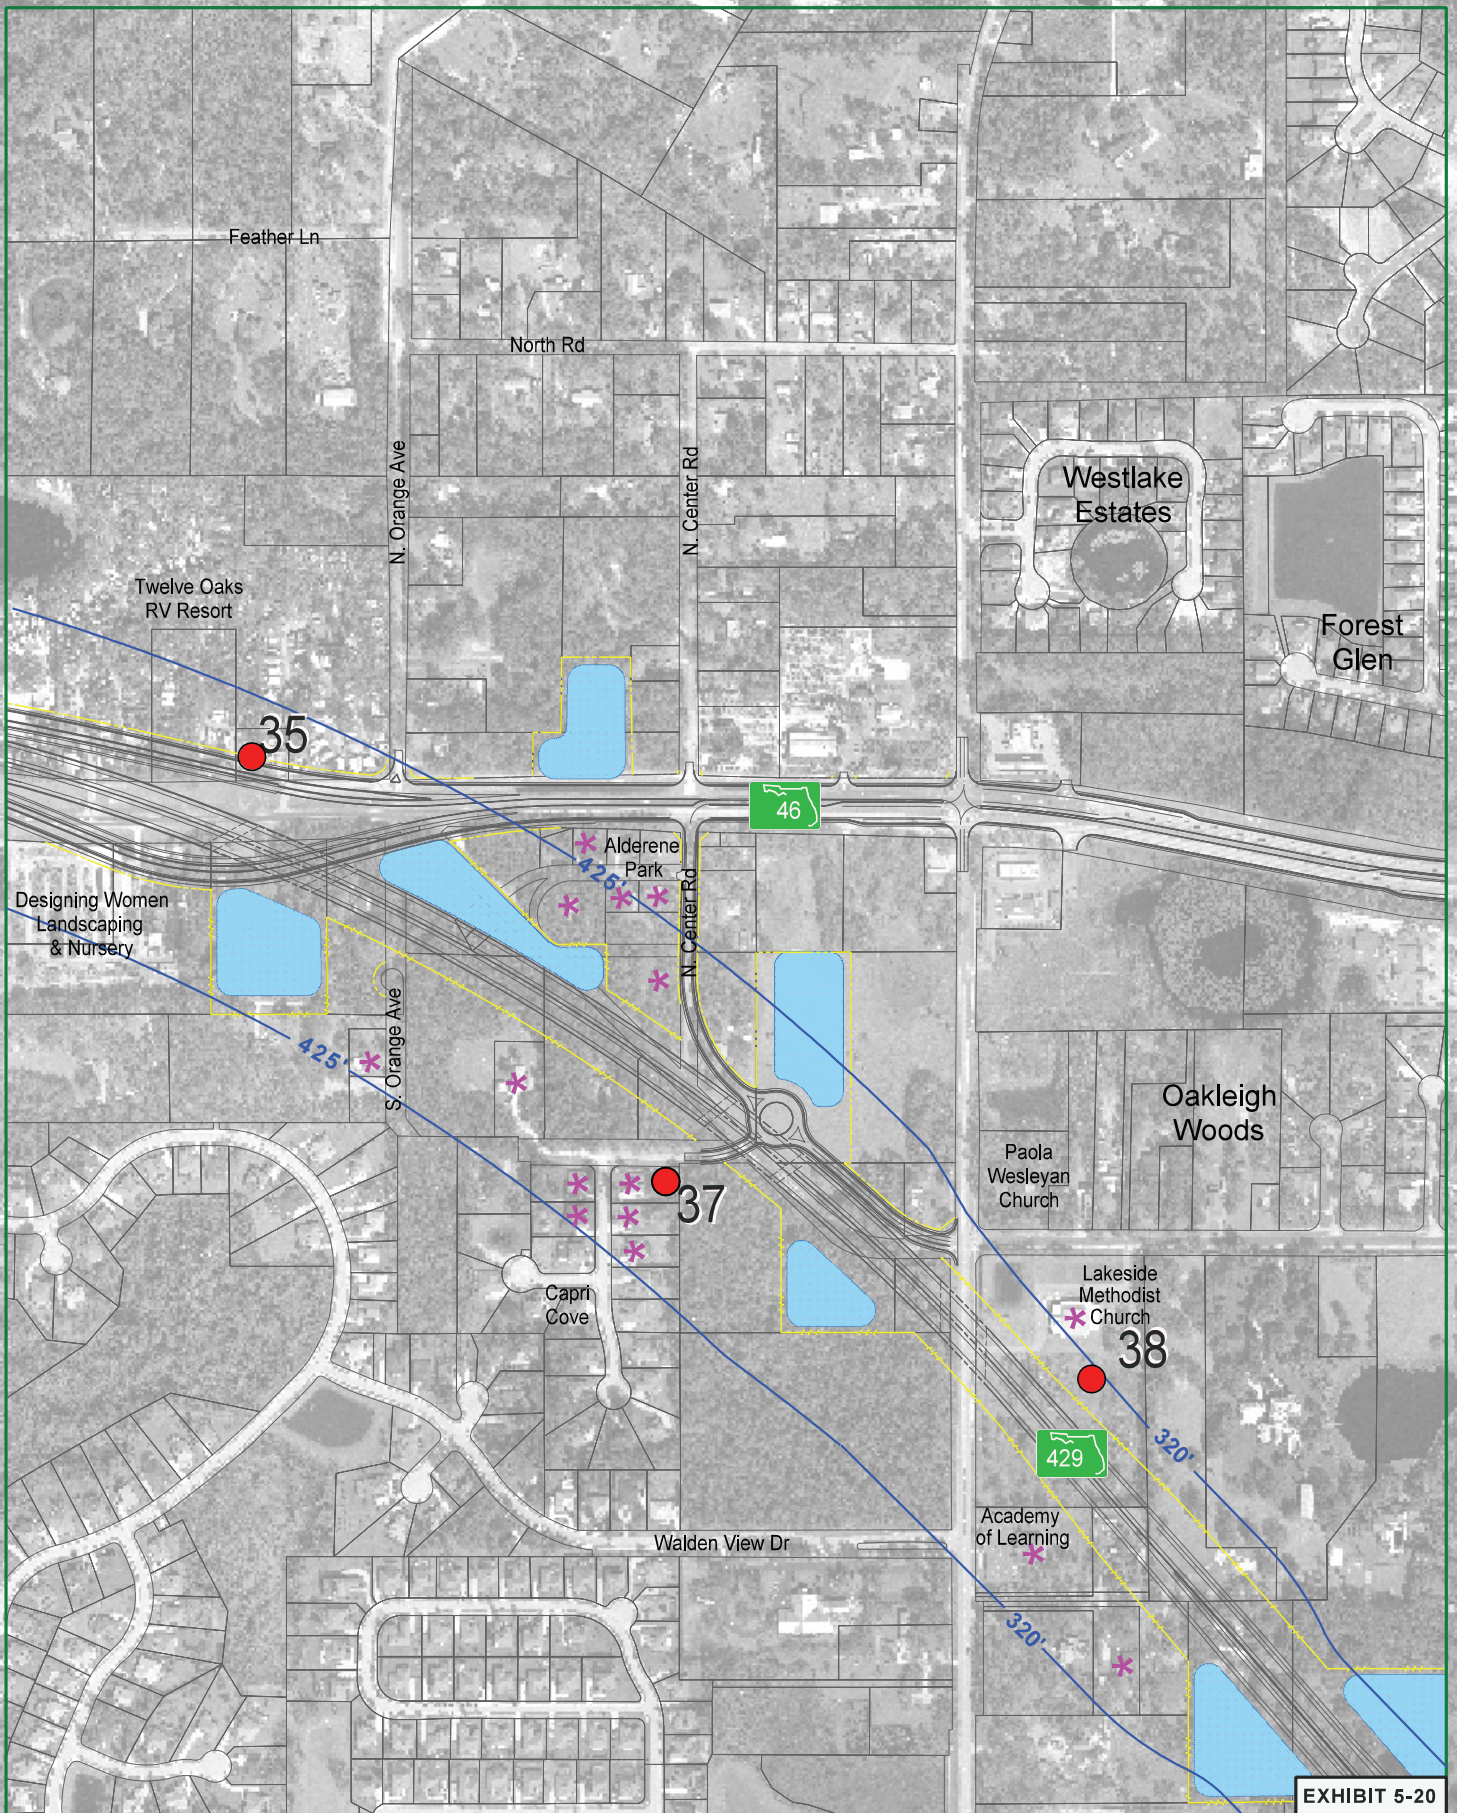 Feather Ln
North Rd
N. Orange Ave
N. Center Rd
Westlake
Estates
Twelve Oaks
RV Resort
Forest
Glen
35
46
Alderene
Park
425'
N. Center Rd
Designing Women
Landscaping
& Nursery
425'
S. Orange Ave
Oakleigh
Woods
Paola
Wesleyan
Church
37
Capri
Cove
Lakeside
Methodist
Church
38
320'
429
Academy
of Learning
Walden View Dr
320'
EXHIBIT 5-20